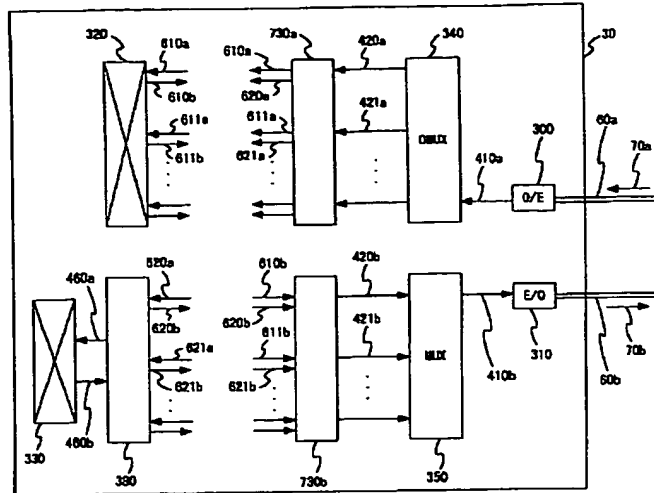 320
610a
730a
420a
340
30
610a
610b
620a
300
60a
70a
611a
611a
421a
DMUX
410a
611b
621a
O/E
460a
620a
610b
420b
620b
620b
E/O
621a
611b
421b
MUX
310
70b
621b
621b
410b
60b
330
460b
380
730b
350